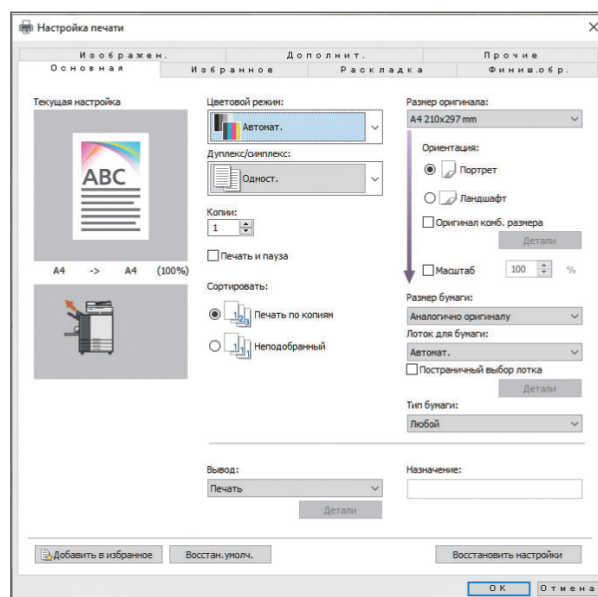 Настройка печати
Изображен. Дополнит. Прочие
Основная Избранное Раскладка Финиш.обр.
Текущая настройка
ABC
A4 -> A4 (100%)
Цветовой режим:
Автомат.
Дуплекс/симплекс:
Одност.
Копии:
1
Печать и пауза
Сортировать:
123
Печать по копиям
111
Неподобранный
Размер оригинала:
A4 210x297 mm
Ориентация:
Портрет
Ландшафт
Оригинал комб. размера
Детали
Масштаб 100 %
Размер бумаги:
Аналогично оригиналу
Лоток для бумаги:
Автомат.
Постраничный выбор лотка
Детали
Тип бумаги:
Любой
Вывод:
Печать
Детали
Назначение:
Добавить в избранное Восстан.умолч. Восстановить настройки
OK Отмена